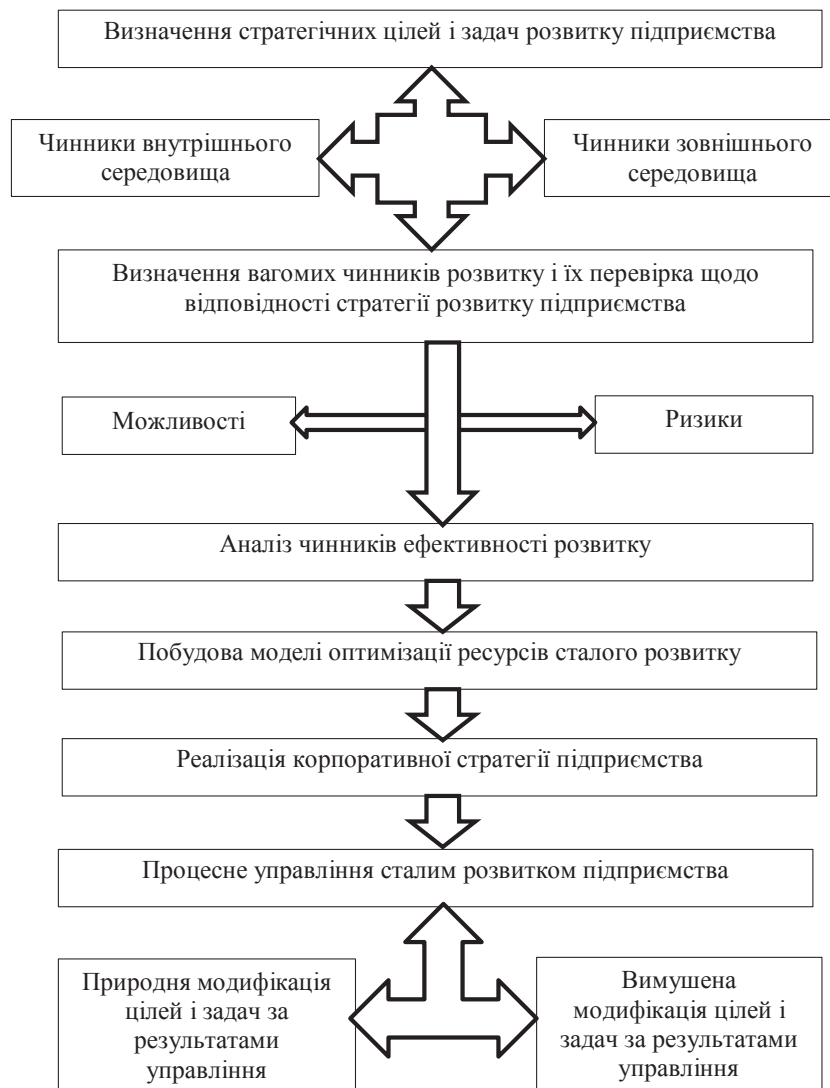 Визначення стратегічних цілей і задач розвитку підприємства
Чинники внутрішнього
середовища
Чинники зовнішнього
середовища
Визначення вагомих чинників розвитку і їх перевірка щодо
відповідності стратегії розвитку підприємства
Можливості
Ризики
Аналіз чинників ефективності розвитку
Побудова моделі оптимізації ресурсів сталого розвитку
Реалізація корпоративної стратегії підприємства
Процесне управління сталим розвитком підприємства
Природня модифікація
цілей і задач за
результатами
управління
Вимушена
модифікація цілей і
задач за результатами
управління